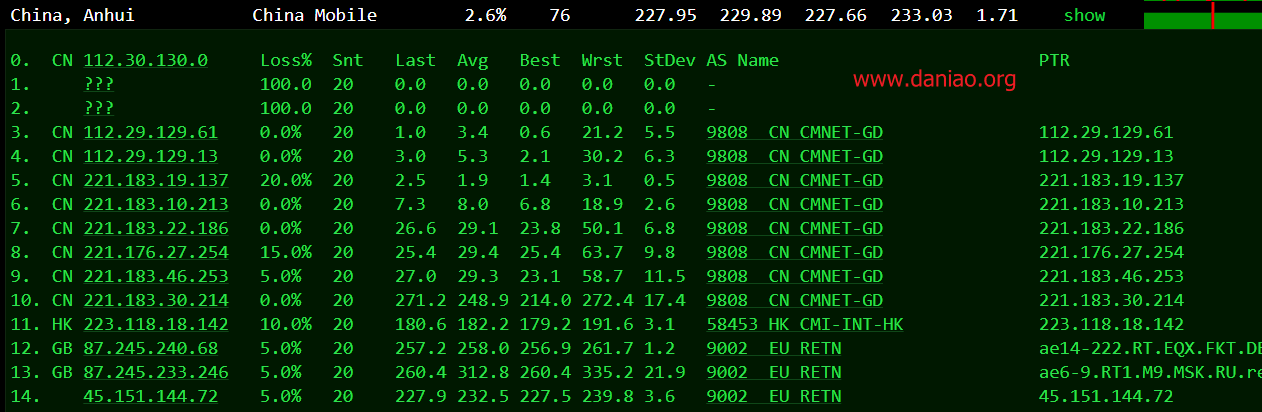 China, Anhui China Mobile 2.6% 76 227.95 229.89 227.66 233.03 1.71 show
0. CN 112.30.130.0 Loss% Snt Last Avg Best Wrst StDev AS Name PTR
www.daniao.org
1. ??? 100.0 20 0.0 0.0 0.0 0.0 0.0 -
2. ??? 100.0 20 0.0 0.0 0.0 0.0 0.0 -
3. CN 112.29.129.61 0.0% 20 1.0 3.4 0.6 21.2 5.5 9808 CN CMNET-GD 112.29.129.61
4. CN 112.29.129.13 0.0% 20 3.0 5.3 2.1 30.2 6.3 9808 CN CMNET-GD 112.29.129.13
5. CN 221.183.19.137 20.0% 20 2.5 1.9 1.4 3.1 0.5 9808 CN CMNET-GD 221.183.19.137
6. CN 221.183.10.213 0.0% 20 7.3 8.0 6.8 18.9 2.6 9808 CN CMNET-GD 221.183.10.213
7. CN 221.183.22.186 0.0% 20 26.6 29.1 23.8 50.1 6.8 9808 CN CMNET-GD 221.183.22.186
8. CN 221.176.27.254 15.0% 20 25.4 29.4 25.4 63.7 9.8 9808 CN CMNET-GD 221.176.27.254
9. CN 221.183.46.253 5.0% 20 27.0 29.3 23.1 58.7 11.5 9808 CN CMNET-GD 221.183.46.253
10. CN 221.183.30.214 0.0% 20 271.2 248.9 214.0 272.4 17.4 9808 CN CMNET-GD 221.183.30.214
11. HK 223.118.18.142 10.0% 20 180.6 182.2 179.2 191.6 3.1 58453 HK CMI-INT-HK 223.118.18.142
12. GB 87.245.240.68 5.0% 20 257.2 258.0 256.9 261.7 1.2 9002 EU RETN ae14-222.RT.EQX.FKT.DE
13. GB 87.245.233.246 5.0% 20 260.4 312.8 260.4 335.2 21.9 9002 EU RETN ae6-9.RT1.M9.MSK.RU.re
14. 45.151.144.72 5.0% 20 227.9 232.5 227.5 239.8 3.6 9002 EU RETN 45.151.144.72